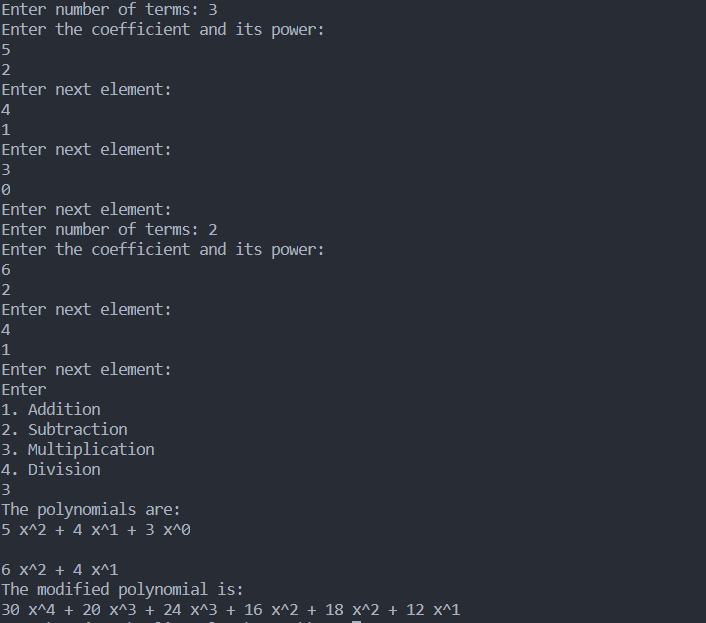 Enter number of terms: 3
Enter the coefficient and its power:
5
2
Enter next element:
4
1
Enter next element:
3
0
Enter next element:
Enter number of terms: 2
Enter the coefficient and its power:
6
2
Enter next element:
4
1
Enter next element:
Enter
1. Addition
2. Subtraction
3. Multiplication
4. Division
3
The polynomials are:
5 x^2 + 4 x^1 + 3 x^0
6 x^2 + 4 x^1
The modified polynomial is:
30 x^4 + 20 x^3 + 24 x^3 + 16 x^2 + 18 x^2 + 12 x^1